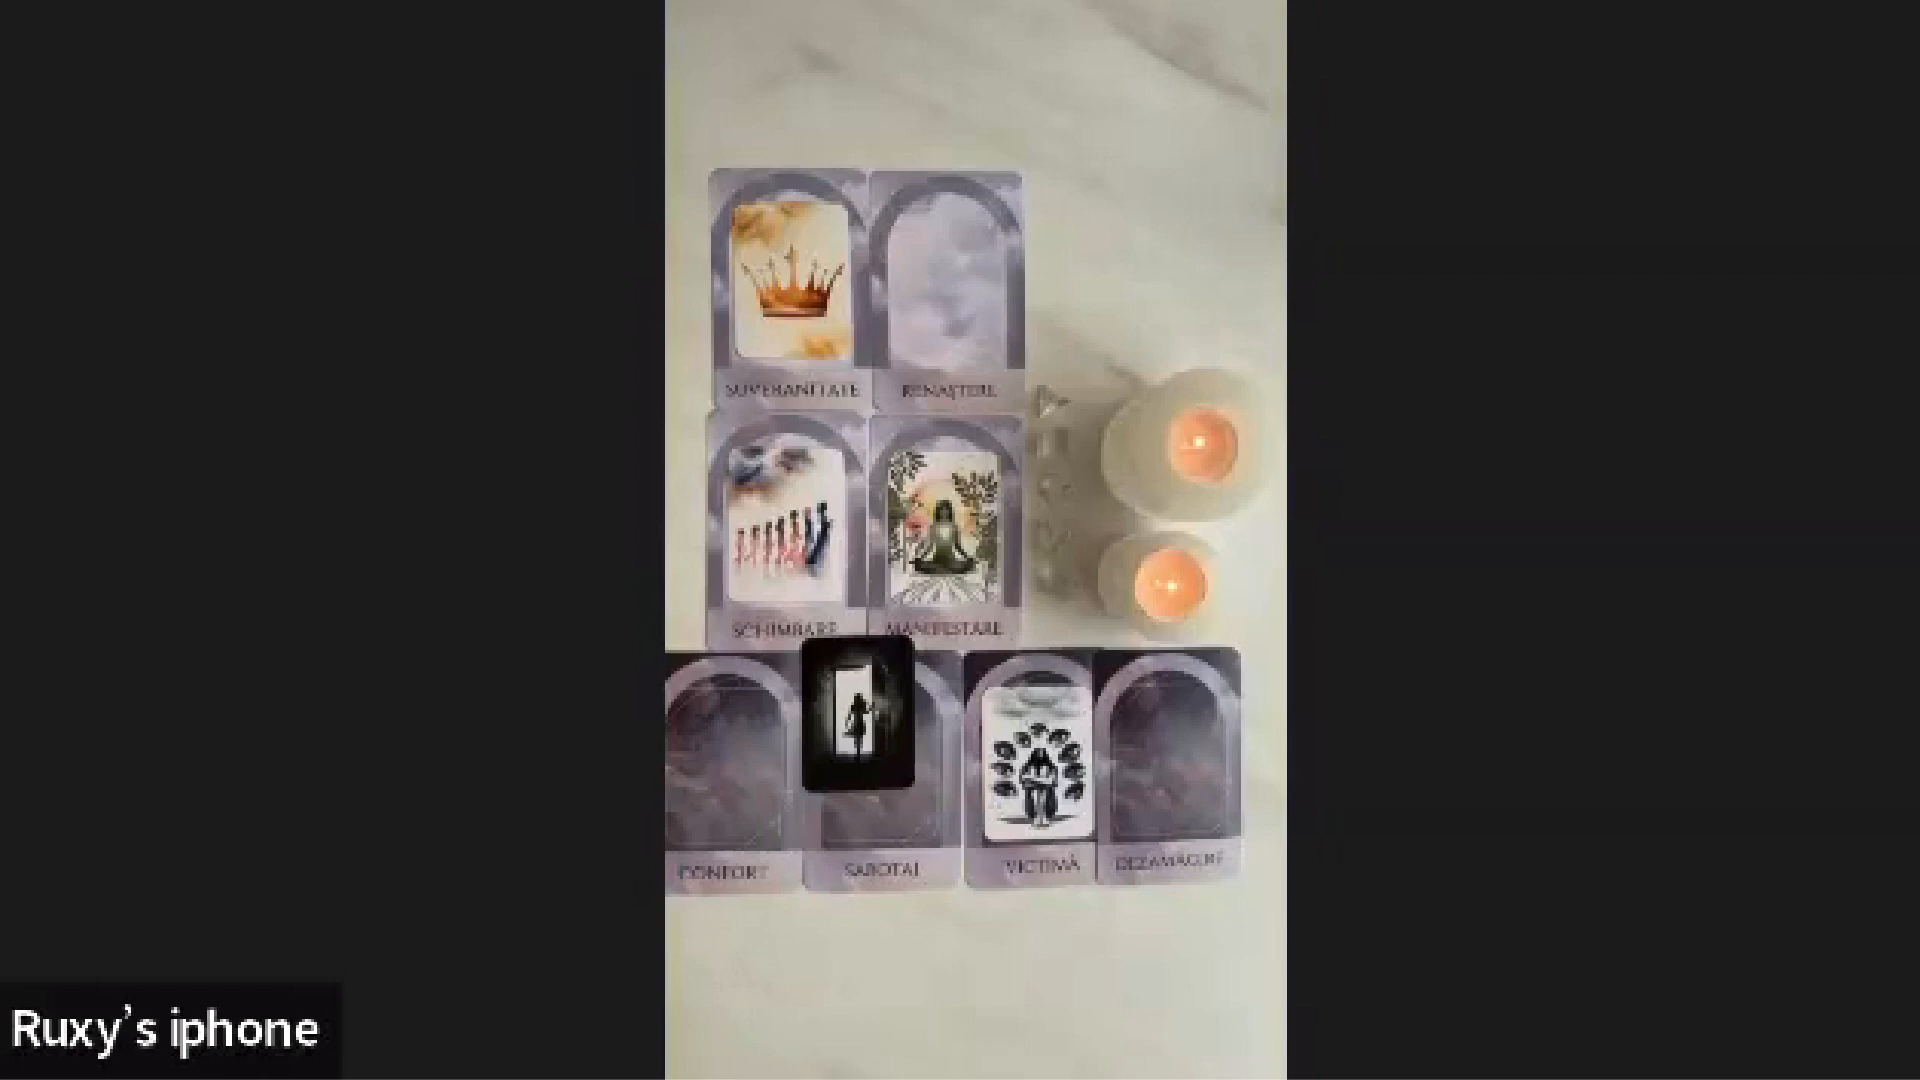 SUVERANITATE RENAȘTERE
SCHIMBARE MANIFESTARE
CONFORT SABOTAJ VICTIMĂ DEZAMĂGIRE
Ruxy's iphone